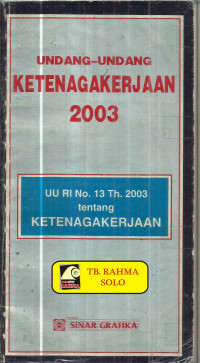 UNDANG-UNDANG
KETENAGAKERJAAN
2003
UU RI No. 13 Th. 2003
tentang
KETENAGAKERJAAN
TB. RAHMA
SOLO
SINAR GRAFIKA